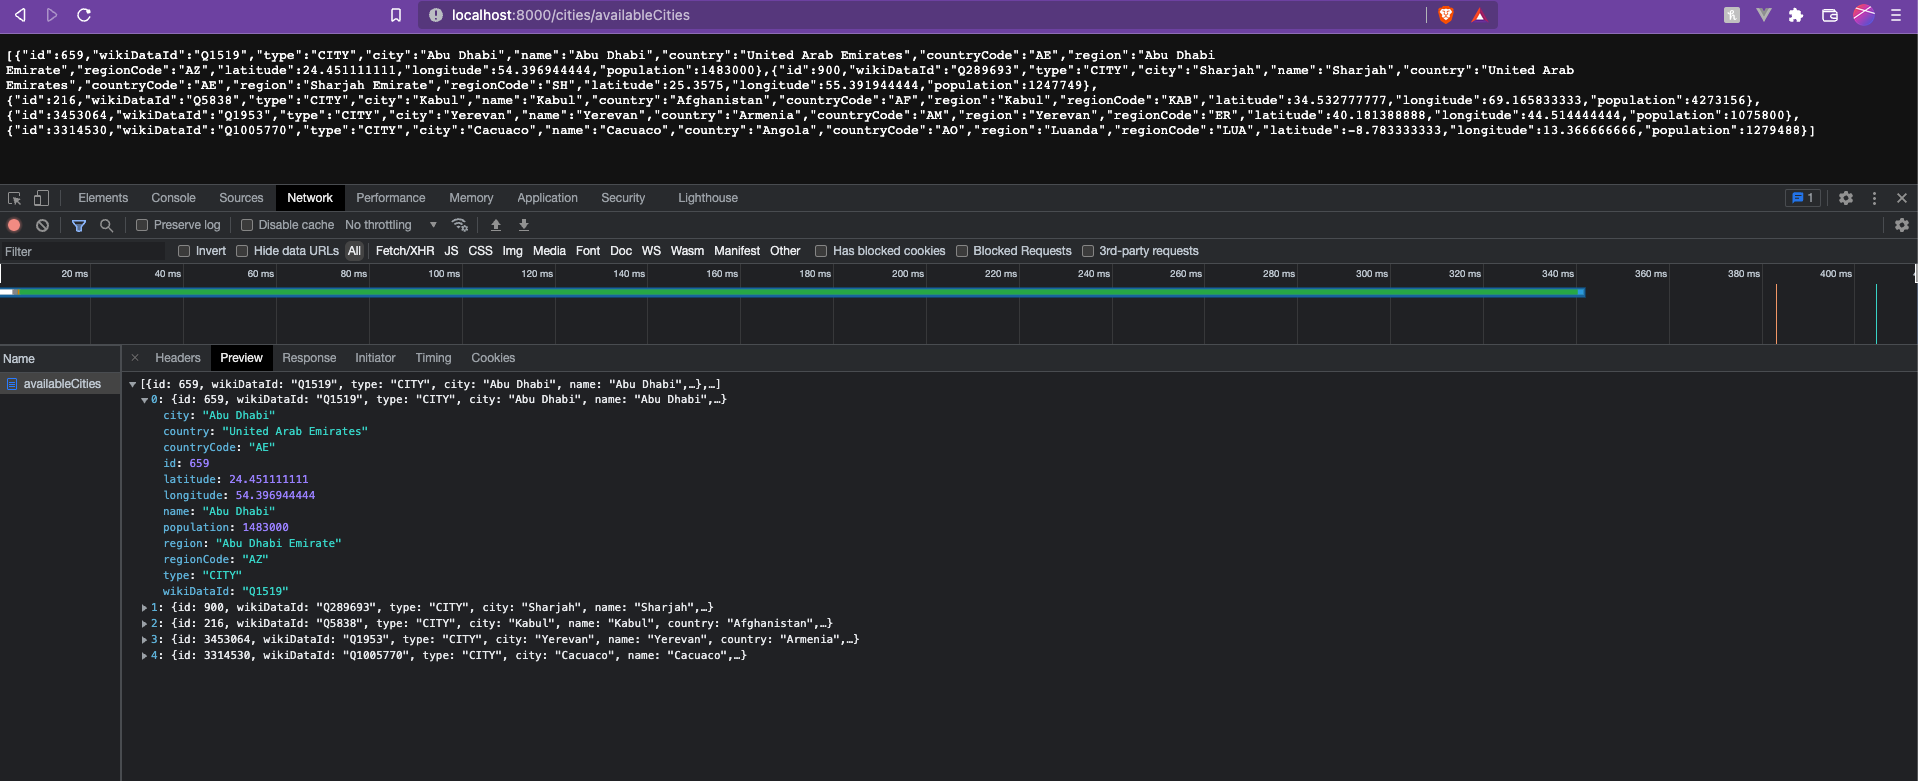 localhost:8000/cities/availableCities
[{"id":659,"wikiDataId":"Q1519","type":"CITY","city":"Abu Dhabi","name":"Abu Dhabi","country":"United Arab Emirates","countryCode":"AE","region":"Abu Dhabi
Emirate","regionCode":"AZ","latitude":24.451111111,"longitude":54.396944444,"population":1483000},{"id":900,"wikiDataId":"Q289693","type":"CITY","city":"Sharjah","name":"Sharjah","country":"United Arab
Emirates","countryCode":"AE","region":"Sharjah Emirate","regionCode":"SH","latitude":25.3575,"longitude":55.391944444,"population":1247749},
{"id":216,"wikiDataId":"Q5838","type":"CITY","city":"Kabul","name":"Kabul","country":"Afghanistan","countryCode":"AF","region":"Kabul","regionCode":"KAB","latitude":34.532777777,"longitude":69.165833333,"population":4273156},
{"id":3453064,"wikiDataId":"Q1953","type":"CITY","city":"Yerevan","name":"Yerevan","country":"Armenia","countryCode":"AM","region":"Yerevan","regionCode":"ER","latitude":40.181388888,"longitude":44.514444444,"population":1075800},
{"id":3314530,"wikiDataId":"Q1005770","type":"CITY","city":"Cacuaco","name":"Cacuaco","country":"Angola","countryCode":"AO","region":"Luanda","regionCode":"LUA","latitude":-8.783333333,"longitude":13.366666666,"population":1279488}]
Elements Console Sources Network Performance Memory Application Security Lighthouse 1
Preserve log Disable cache No throttling
Filter Invert Hide data URLs All Fetch/XHR JS CSS Img Media Font Doc WS Wasm Manifest Other Has blocked cookies Blocked Requests 3rd-party requests
20 ms 40 ms 60 ms 80 ms 100 ms 120 ms 140 ms 160 ms 180 ms 200 ms 220 ms 240 ms 260 ms 280 ms 300 ms 320 ms 340 ms 360 ms 380 ms 400 ms
Name
availableCities
Headers Preview Response Initiator Timing Cookies
[{id: 659, wikiDataId: "Q1519", type: "CITY", city: "Abu Dhabi", name: "Abu Dhabi",…},…]
0: {id: 659, wikiDataId: "Q1519", type: "CITY", city: "Abu Dhabi", name: "Abu Dhabi",…}
city: "Abu Dhabi"
country: "United Arab Emirates"
countryCode: "AE"
id: 659
latitude: 24.451111111
longitude: 54.396944444
name: "Abu Dhabi"
population: 1483000
region: "Abu Dhabi Emirate"
regionCode: "AZ"
type: "CITY"
wikiDataId: "Q1519"
1: {id: 900, wikiDataId: "Q289693", type: "CITY", city: "Sharjah", name: "Sharjah",…}
2: {id: 216, wikiDataId: "Q5838", type: "CITY", city: "Kabul", name: "Kabul", country: "Afghanistan",…}
3: {id: 3453064, wikiDataId: "Q1953", type: "CITY", city: "Yerevan", name: "Yerevan", country: "Armenia",…}
4: {id: 3314530, wikiDataId: "Q1005770", type: "CITY", city: "Cacuaco", name: "Cacuaco",…}